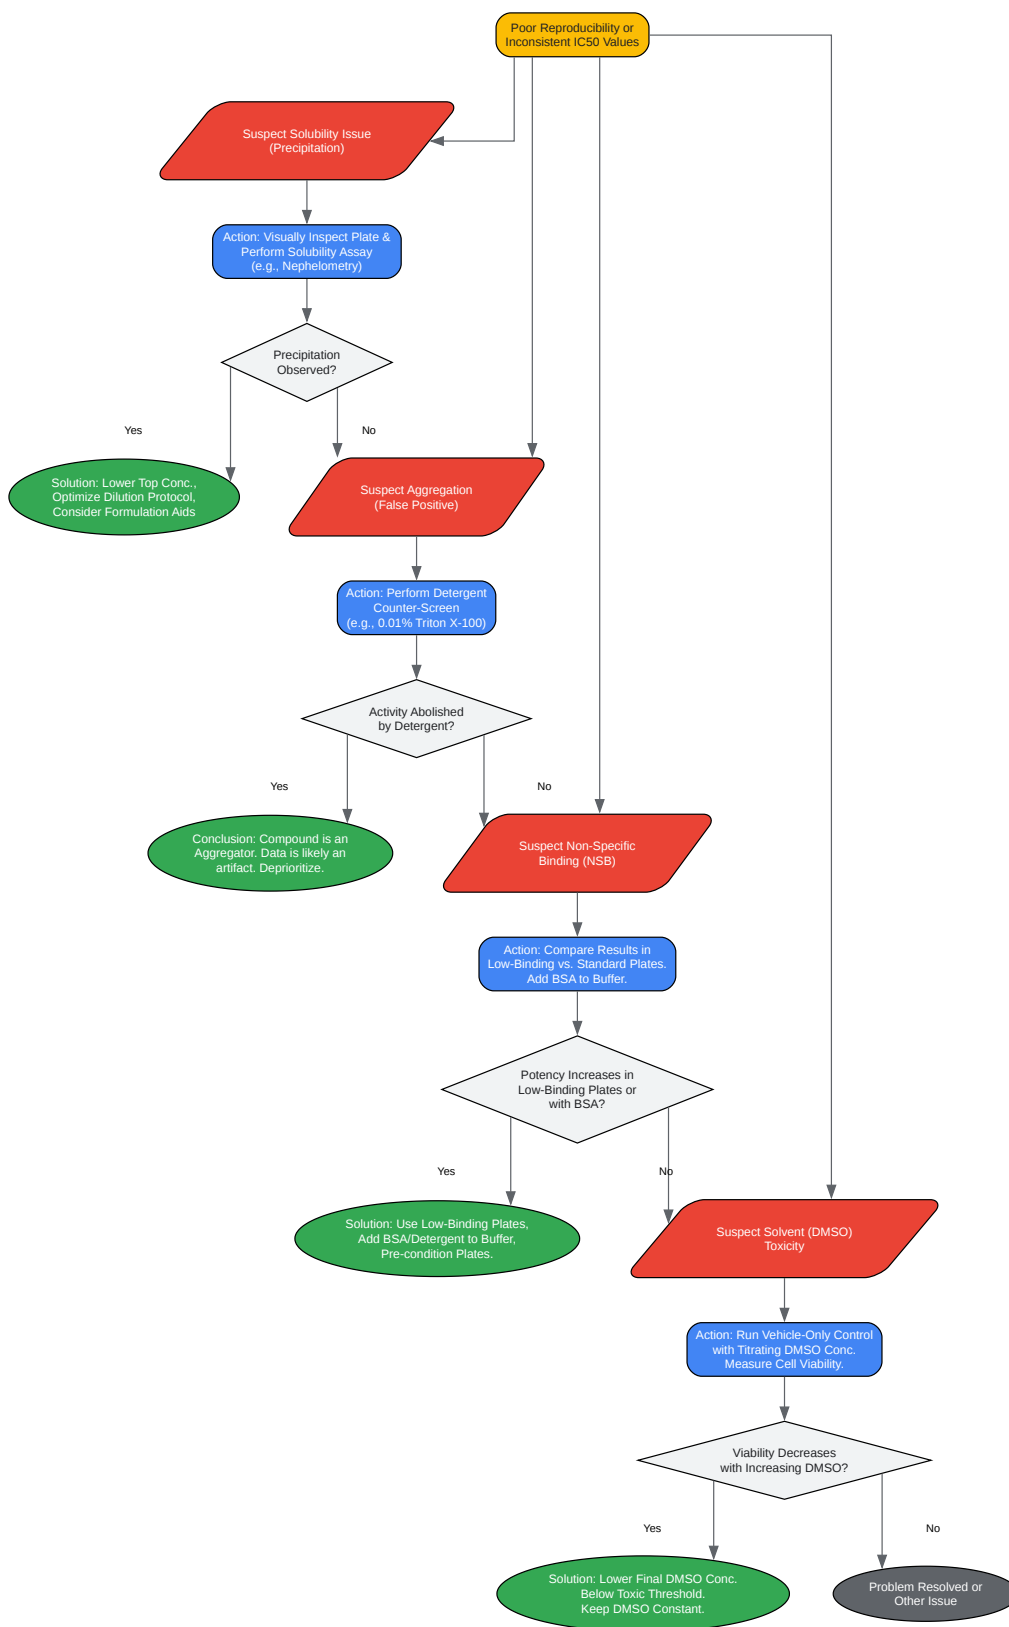 Poor Reproducibility or
Inconsistent IC50 Values
Suspect Solubility Issue
(Precipitation)
Action: Visually Inspect Plate &
Perform Solubility Assay
(e.g., Nephelometry)
Precipitation
Observed?
Yes
No
Solution: Lower Top Conc.,
Optimize Dilution Protocol,
Consider Formulation Aids
Suspect Aggregation
(False Positive)
Action: Perform Detergent
Counter-Screen
(e.g., 0.01% Triton X-100)
Activity Abolished
by Detergent?
Yes
No
Conclusion: Compound is an
Aggregator. Data is likely an
artifact. Deprioritize.
Suspect Non-Specific
Binding (NSB)
Action: Compare Results in
Low-Binding vs. Standard Plates.
Add BSA to Buffer.
Potency Increases in
Low-Binding Plates or
with BSA?
Yes
No
Solution: Use Low-Binding Plates,
Add BSA/Detergent to Buffer,
Pre-condition Plates.
Suspect Solvent (DMSO)
Toxicity
Action: Run Vehicle-Only Control
with Titrating DMSO Conc.
Measure Cell Viability.
Viability Decreases
with Increasing DMSO?
Yes
No
Solution: Lower Final DMSO Conc.
Below Toxic Threshold.
Keep DMSO Constant.
Problem Resolved or
Other Issue